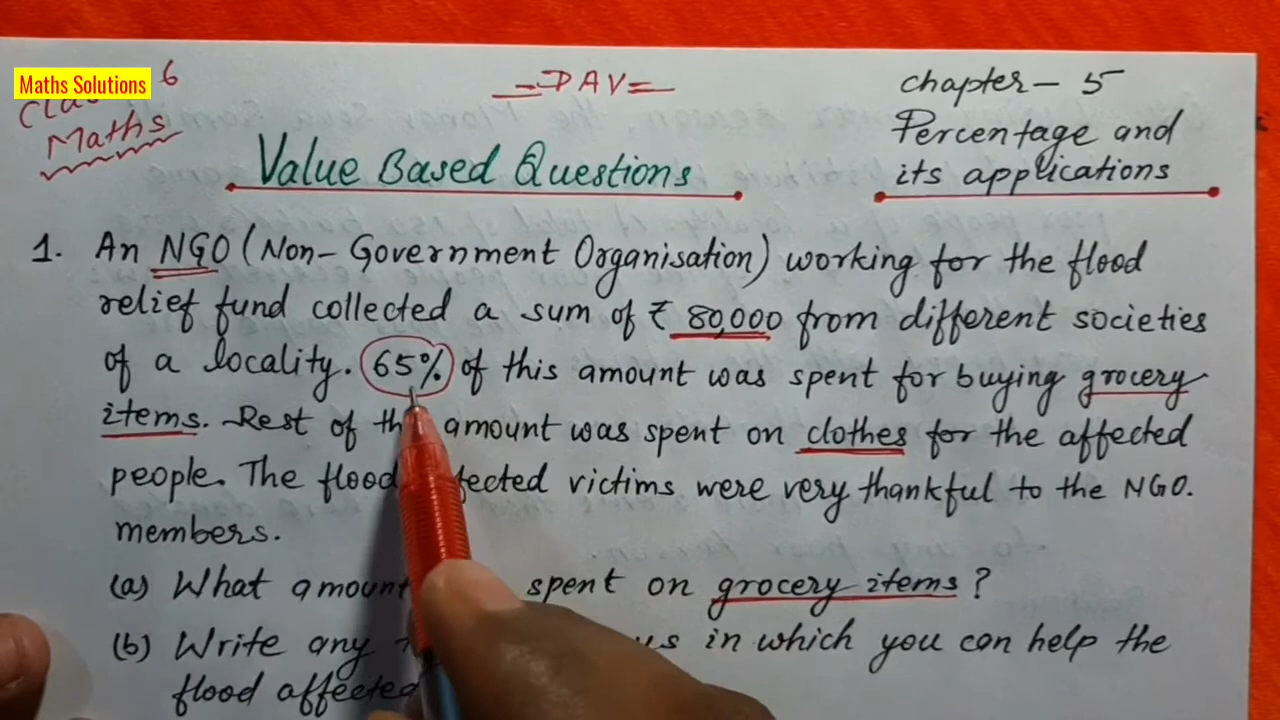 Maths Solutions
6
Maths
DAV
Chapter - 5
Percentage and
its applications
Value Based Questions
1. An NGO (Non-Government Organisation) working for the flood
relief fund collected a sum of ₹ 80,000 from different societies
of a locality. 65% of this amount was spent for buying grocery
items. Rest of the amount was spent on clothes for the affected
people. The flood affected victims were very thankful to the NGO.
members.
(a) What amount spent on grocery items?
(b) Write any in which you can help the
flood affected